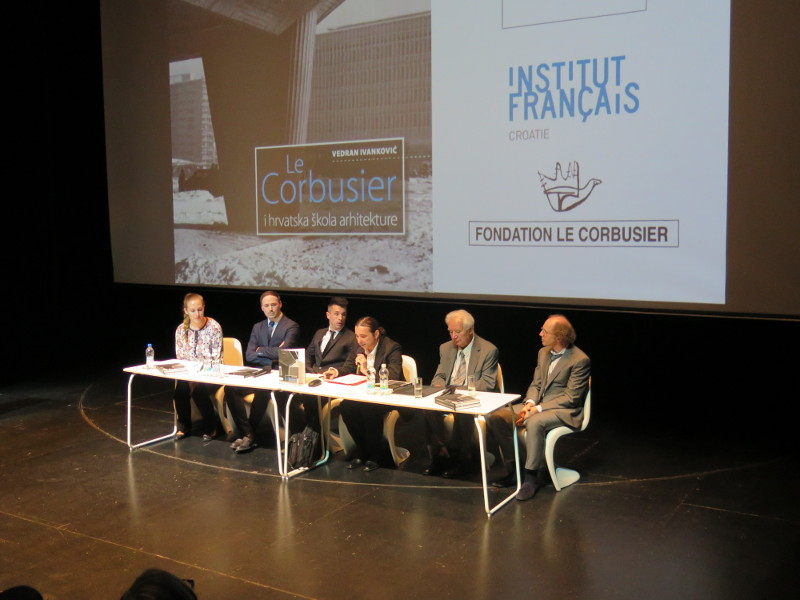 VEDRAN IVANKOVIĆ
Le
Corbusier
i hrvatska škola arhitekture
INSTITUT
FRANÇAIS
CROATIE
FONDATION LE CORBUSIER